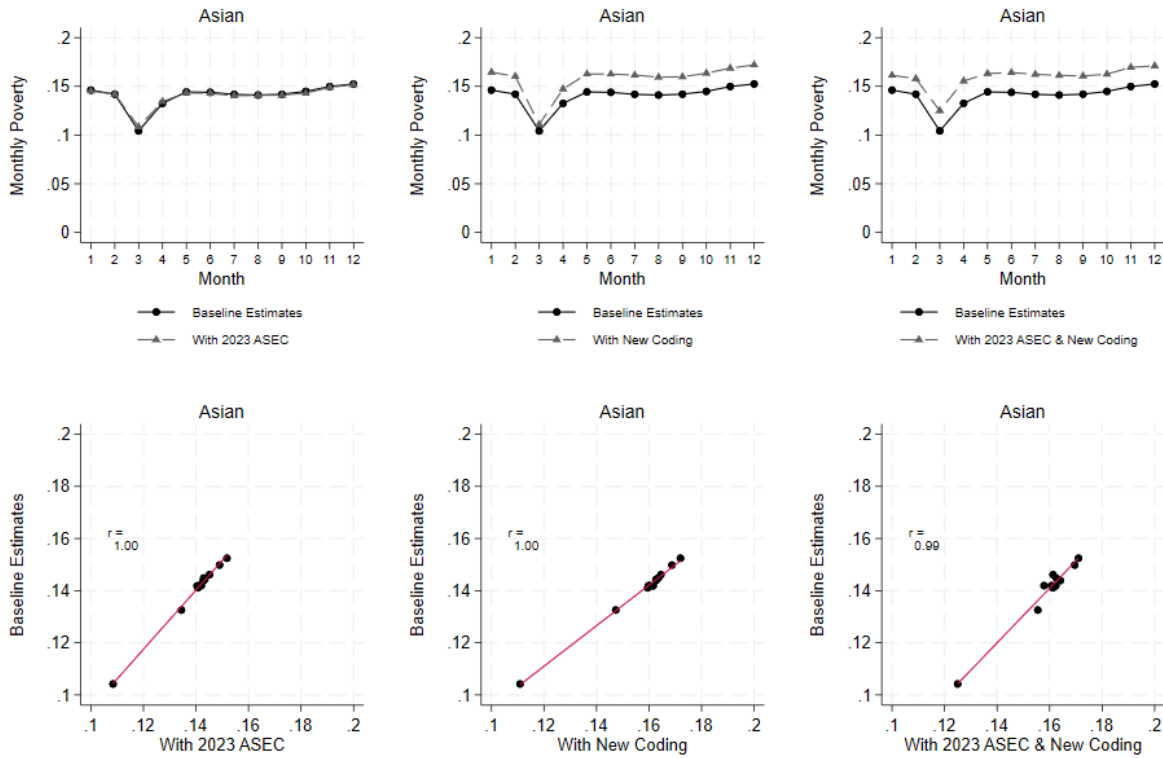 Asian
Monthly Poverty
.2
.15
.1
.05
0
1 2 3 4 5 6 7 8 9 10 11 12
Month
Baseline Estimates
With 2023 ASEC
Asian
Monthly Poverty
.2
.15
.1
.05
0
1 2 3 4 5 6 7 8 9 10 11 12
Month
Baseline Estimates
With New Coding
Asian
Monthly Poverty
.2
.15
.1
.05
0
1 2 3 4 5 6 7 8 9 10 11 12
Month
Baseline Estimates
With 2023 ASEC & New Coding
Asian
Baseline Estimates
.2
.18
.16
.14
.12
.1
r =
1.00
.1 .12 .14 .16 .18 .2
With 2023 ASEC
Asian
Baseline Estimates
.2
.18
.16
.14
.12
.1
r =
1.00
.1 .12 .14 .16 .18 .2
With New Coding
Asian
Baseline Estimates
.2
.18
.16
.14
.12
.1
r =
0.99
.1 .12 .14 .16 .18 .2
With 2023 ASEC & New Coding